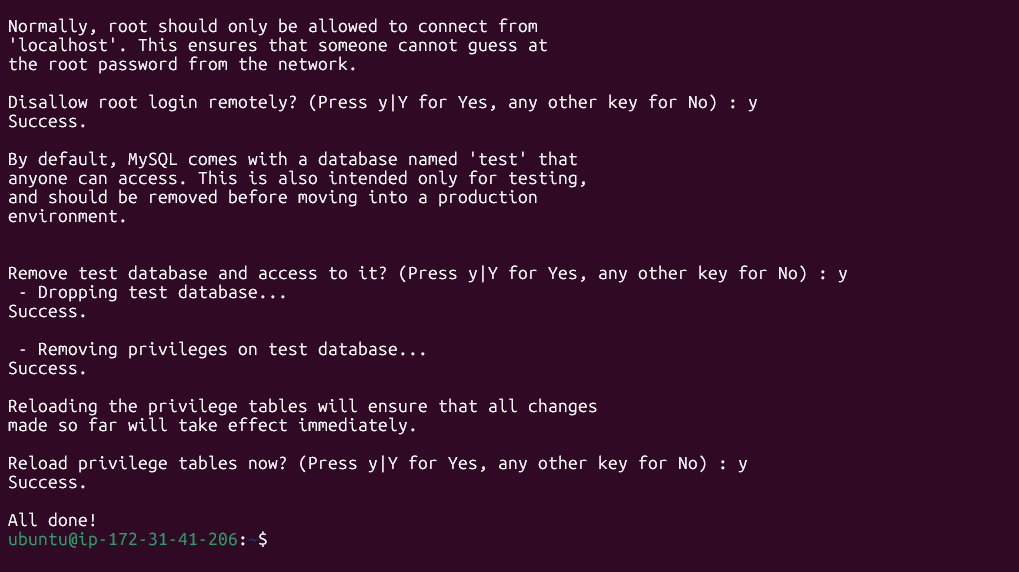 Normally, root should only be allowed to connect from
'localhost'. This ensures that someone cannot guess at
the root password from the network.
Disallow root login remotely? (Press y|Y for Yes, any other key for No) : y
Success.
By default, MySQL comes with a database named 'test' that
anyone can access. This is also intended only for testing,
and should be removed before moving into a production
environment.
Remove test database and access to it? (Press y|Y for Yes, any other key for No) : y
- Dropping test database...
Success.
- Removing privileges on test database...
Success.
Reloading the privilege tables will ensure that all changes
made so far will take effect immediately.
Reload privilege tables now? (Press y|Y for Yes, any other key for No) : y
Success.
All done!
ubuntu@ip-172-31-41-206:~$